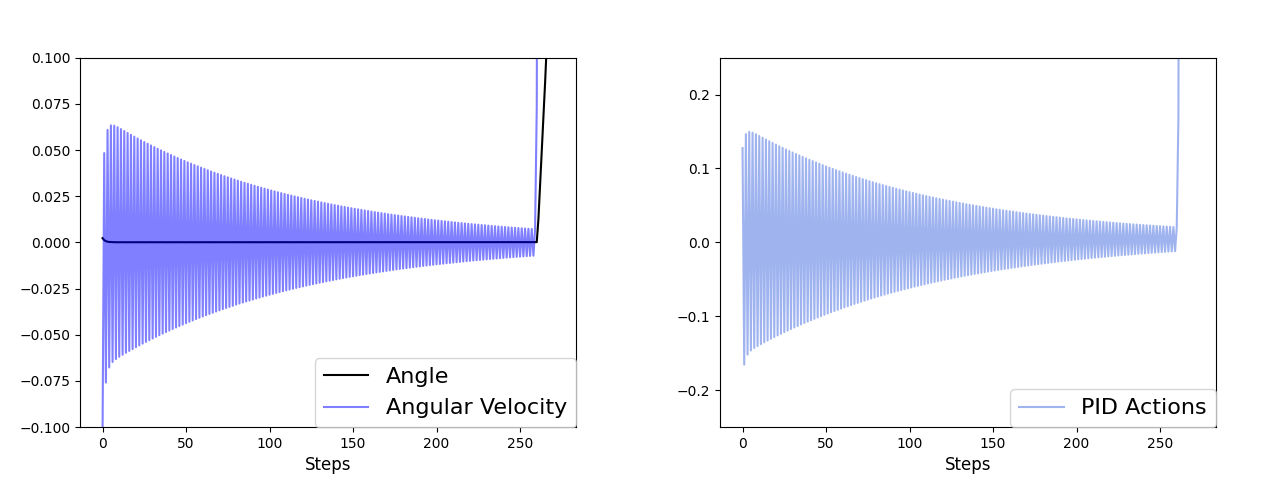 0.100
0.075
0.050
0.025
0.000
−0.025
−0.050
−0.075
−0.100
0 50 100 150 200 250
Steps
Angle
Angular Velocity
0.2
0.1
0.0
−0.1
−0.2
0 50 100 150 200 250
Steps
PID Actions